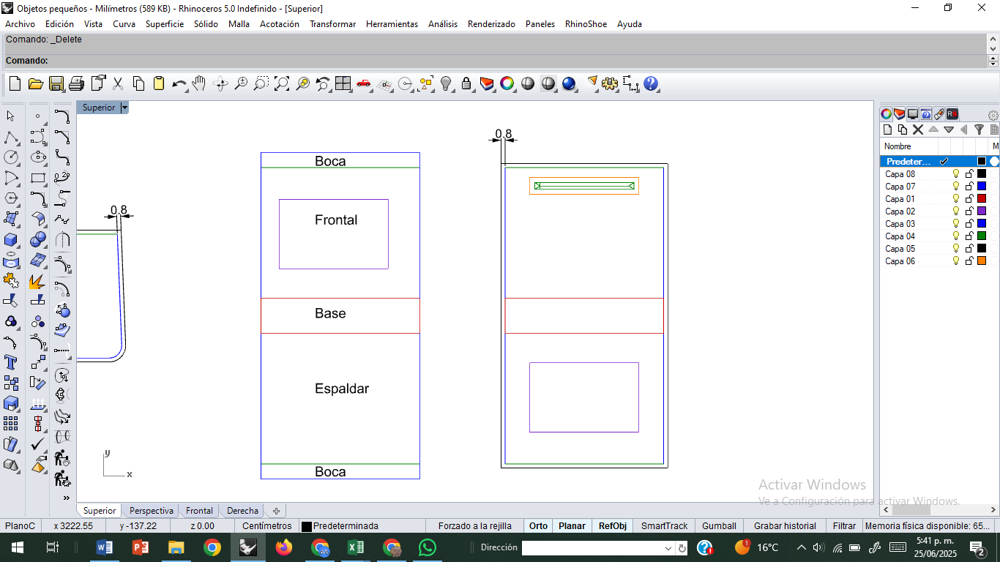 Objetos pequeños - Milímetros (589 KB) - Rhinoceros 5.0 Indefinido - [Superior]
Archivo Edición Vista Curva Superficie Sólido Malla Acotación Transformar Herramientas Análisis Renderizado Paneles RhinoShoe Ayuda
Comando: _Delete
Comando:
Superior
0.8
0.8
Boca
Frontal
Base
Espaldar
Boca
y
x
Nombre M
Predeter...
Capa 08
Capa 07
Capa 01
Capa 02
Capa 03
Capa 04
Capa 05
Capa 06
Activar Windows
Ve a Configuración para activar Windows.
Superior Perspectiva Frontal Derecha
PlanoC x 3222.55 y -137.22 z 0.00 Centímetros Predeterminada Forzado a la rejilla Orto Planar RefObj SmartTrack Gumball Grabar historial Filtrar Memoria física disponible: 65...
Dirección 1 16°C 5:41 p. m.
25/06/2025 2